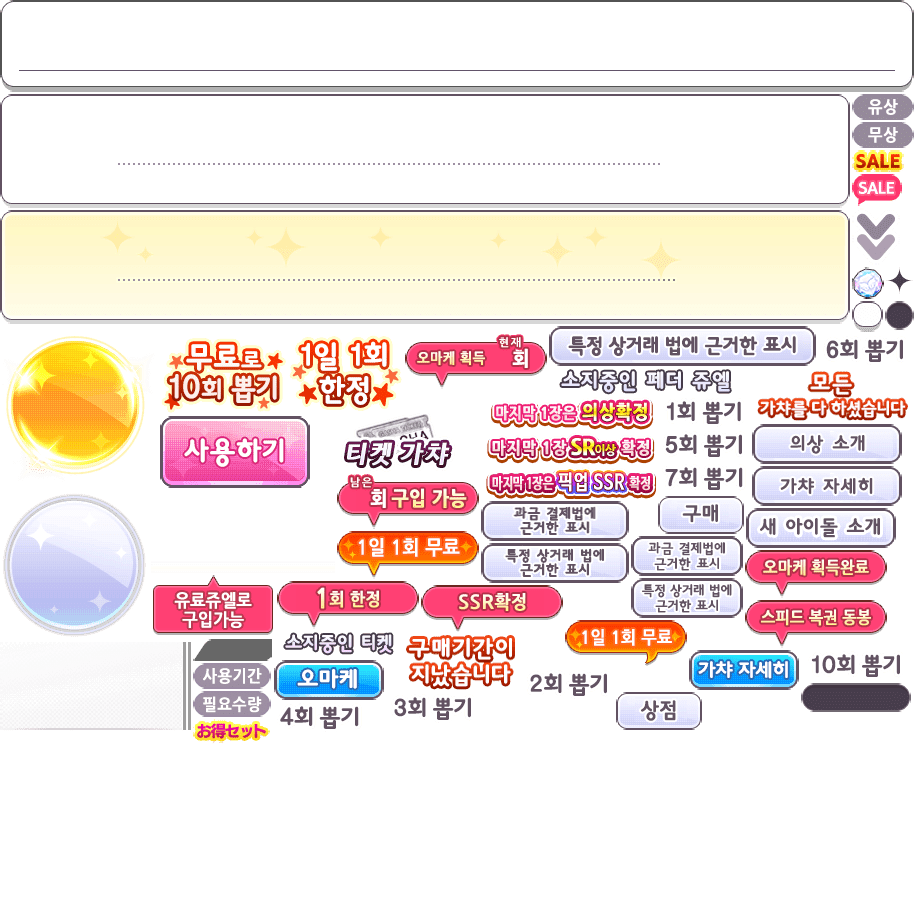 유상
무상
SALE
SALE
무료로
10회 뽑기
1일 1회
한정
현재
오마케 획득 회
특정 상거래 법에 근거한 표시
6회 뽑기
소지중인 페더 쥬엘
모든
가챠를 다 하셨습니다
마지막 1장은 의상확정
1회 뽑기
사용하기
티켓 가챠
마지막 1장 SR이상 확정
5회 뽑기
의상 소개
남은
회 구입 가능
마지막 1장은 픽업 SSR 확정
7회 뽑기
가챠 자세히
과금 결제법에
근거한 표시
구매
새 아이돌 소개
1일 1회 무료
특정 상거래 법에
근거한 표시
과금 결제법에
근거한 표시
오마케 획득완료
유료쥬엘로
구입가능
1회 한정
SSR확정
특정 상거래 법에
근거한 표시
스피드 복권 동봉
소지중인 티켓
구매기간이
지났습니다
1일 1회 무료
사용기간
오마케
2회 뽑기
가챠 자세히
10회 뽑기
필요수량
4회 뽑기
3회 뽑기
상점
お得セット